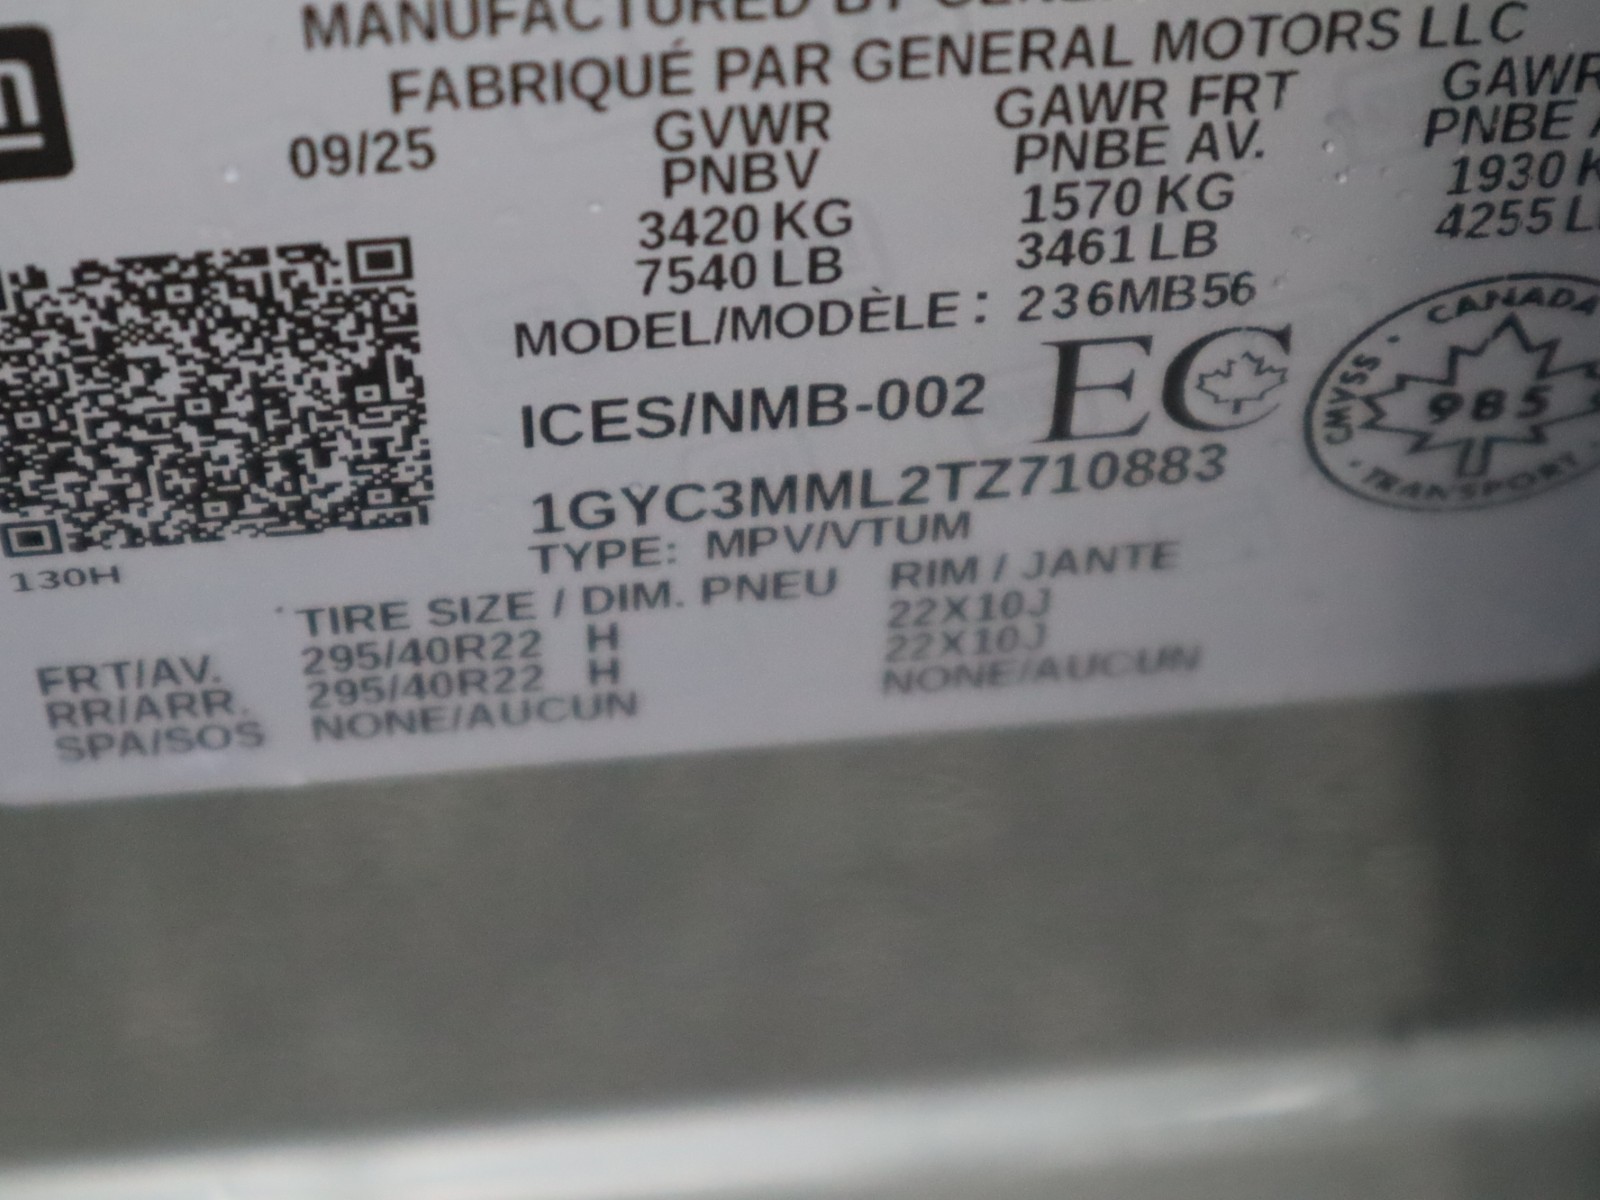 MANUFACTURED BY
FABRIQUÉ PAR GENERAL MOTORS LLC
09/25
GVWR
PNBV
3420 KG
7540 LB
GAWR FRT
PNBE AV.
1570 KG
3461 LB
GAWR
PNBE
1930
4255
MODEL/MODÈLE : 236MB56
ICES/NMB-002 EC
CANADA
CMVSS
985
TRANSPORT
1GYC3MML2TZ710883
TYPE: MPV/VTUM
130H
TIRE SIZE / DIM. PNEU RIM / JANTE
FRT/AV. 295/40R22 H 22X10J
RR/ARR. 295/40R22 H 22X10J
SPA/SOS NONE/AUCUN NONE/AUCUN